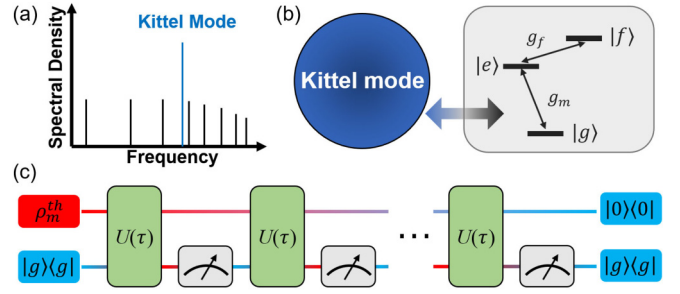 (a)
Kittel Mode
Spectral Density
Frequency
(b)
Kittel mode
|e⟩
g_f
|f⟩
g_m
|g⟩
(c)
ρ_m^th
U(τ)
U(τ)
...
U(τ)
|0⟩⟨0|
|g⟩⟨g|
|g⟩⟨g|